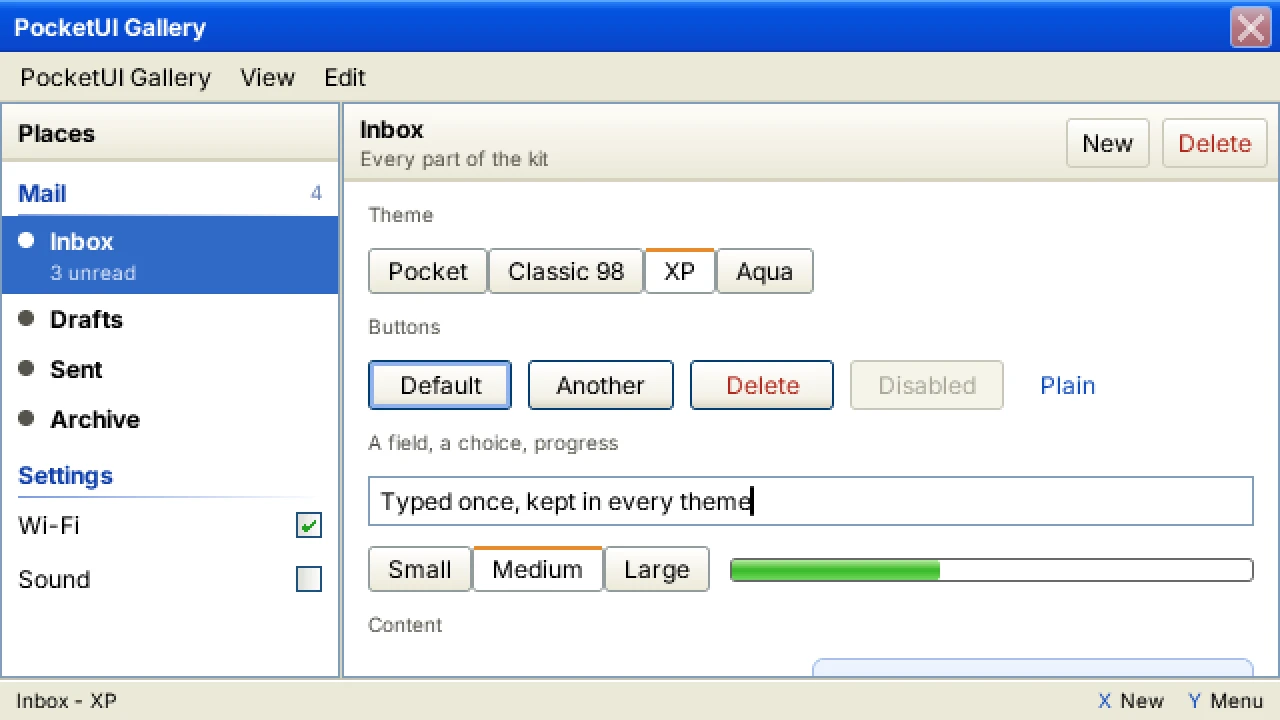 PocketUI Gallery
PocketUI Gallery View Edit
Places
Mail 4
Inbox
3 unread
Drafts
Sent
Archive
Settings
Wi-Fi
Sound
Inbox
Every part of the kit
New Delete
Theme
Pocket Classic 98 XP Aqua
Buttons
Default Another Delete Disabled Plain
A field, a choice, progress
Typed once, kept in every theme
Small Medium Large
Content
Inbox - XP
X New Y Menu